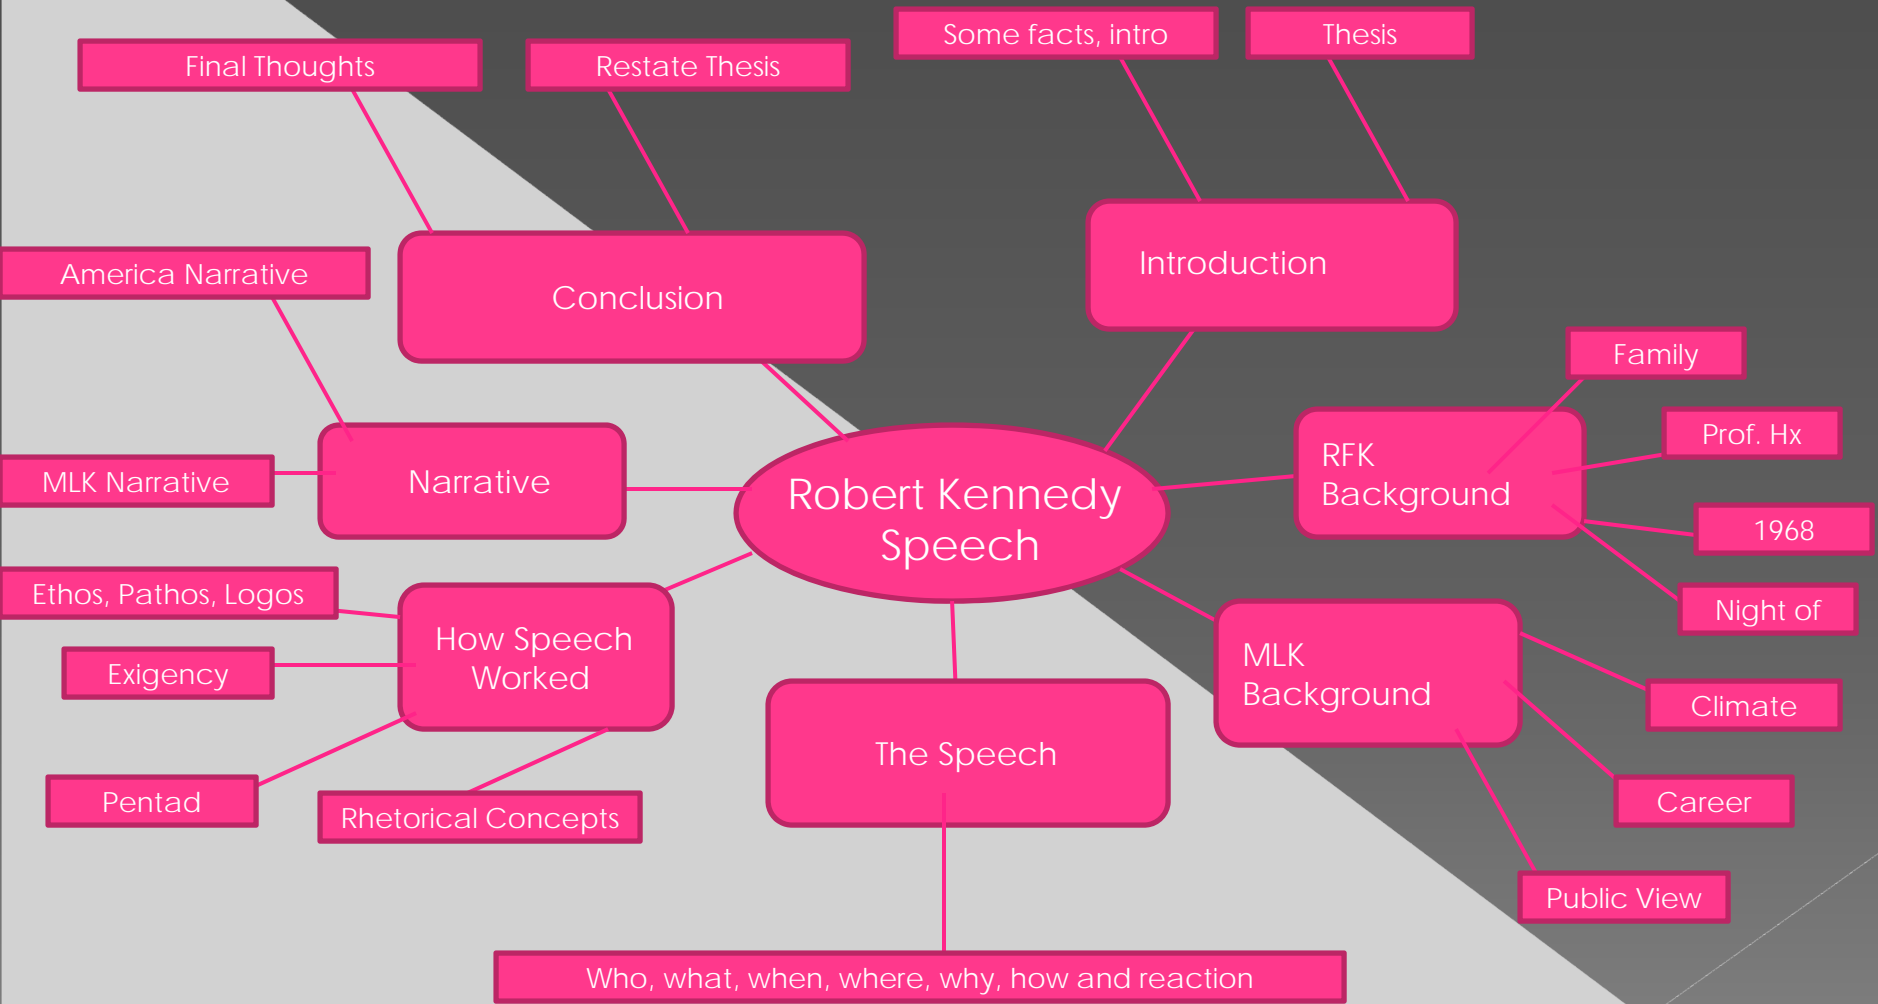 Some facts, intro
Thesis
Final Thoughts
Restate Thesis
Introduction
America Narrative
Conclusion
Family
Prof. Hx
RFK
Background
MLK Narrative
Narrative
Robert Kennedy
Speech
1968
Ethos, Pathos, Logos
Night of
How Speech
Worked
Exigency
MLK
Background
Climate
The Speech
Pentad
Rhetorical Concepts
Career
Public View
Who, what, when, where, why, how and reaction